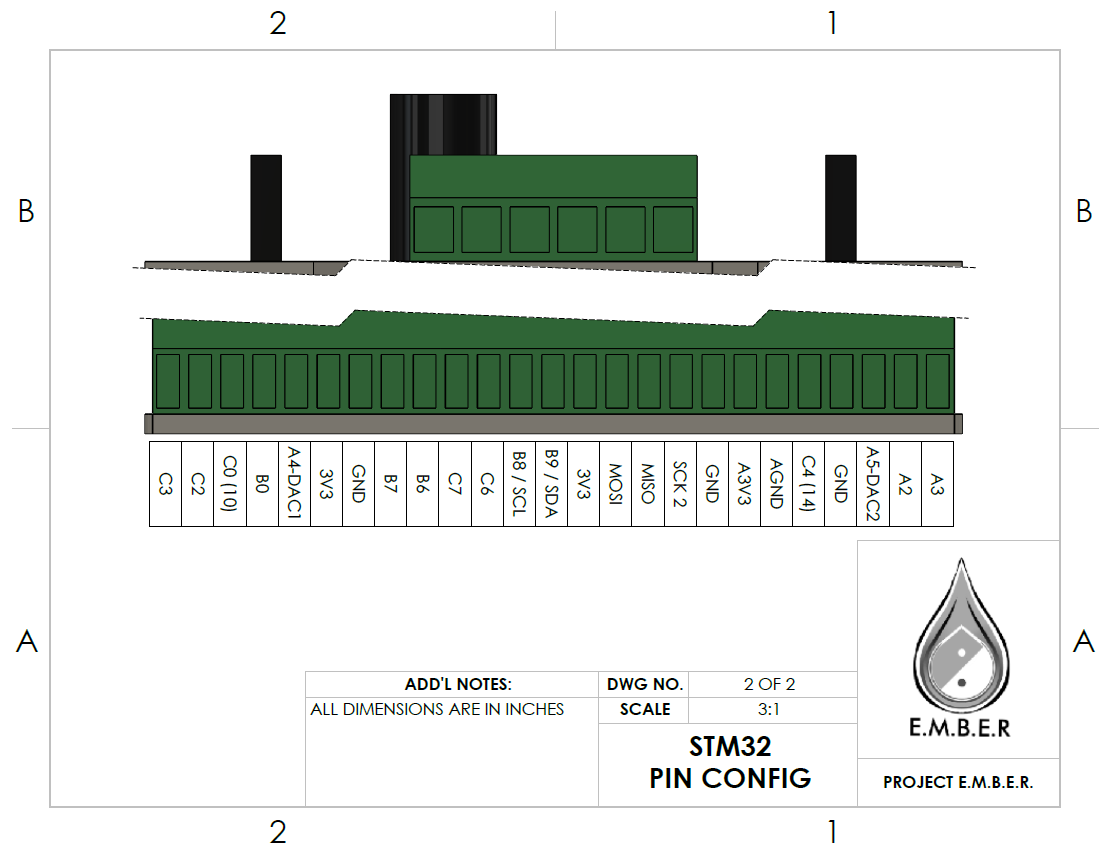 2
1
B
B
C3
C2
C0 (10)
B0
A4-DAC1
3V3
GND
B7
B6
C7
C6
B8 / SCL
B9 / SDA
3V3
MOSI
MISO
SCK 2
GND
A3V3
AGND
C4 (14)
GND
A5-DAC2
A2
A3
A
A
E.M.B.E.R
ADD'L NOTES:
ALL DIMENSIONS ARE IN INCHES
DWG NO. 2 OF 2
SCALE 3:1
STM32
PIN CONFIG
PROJECT E.M.B.E.R.
2
1